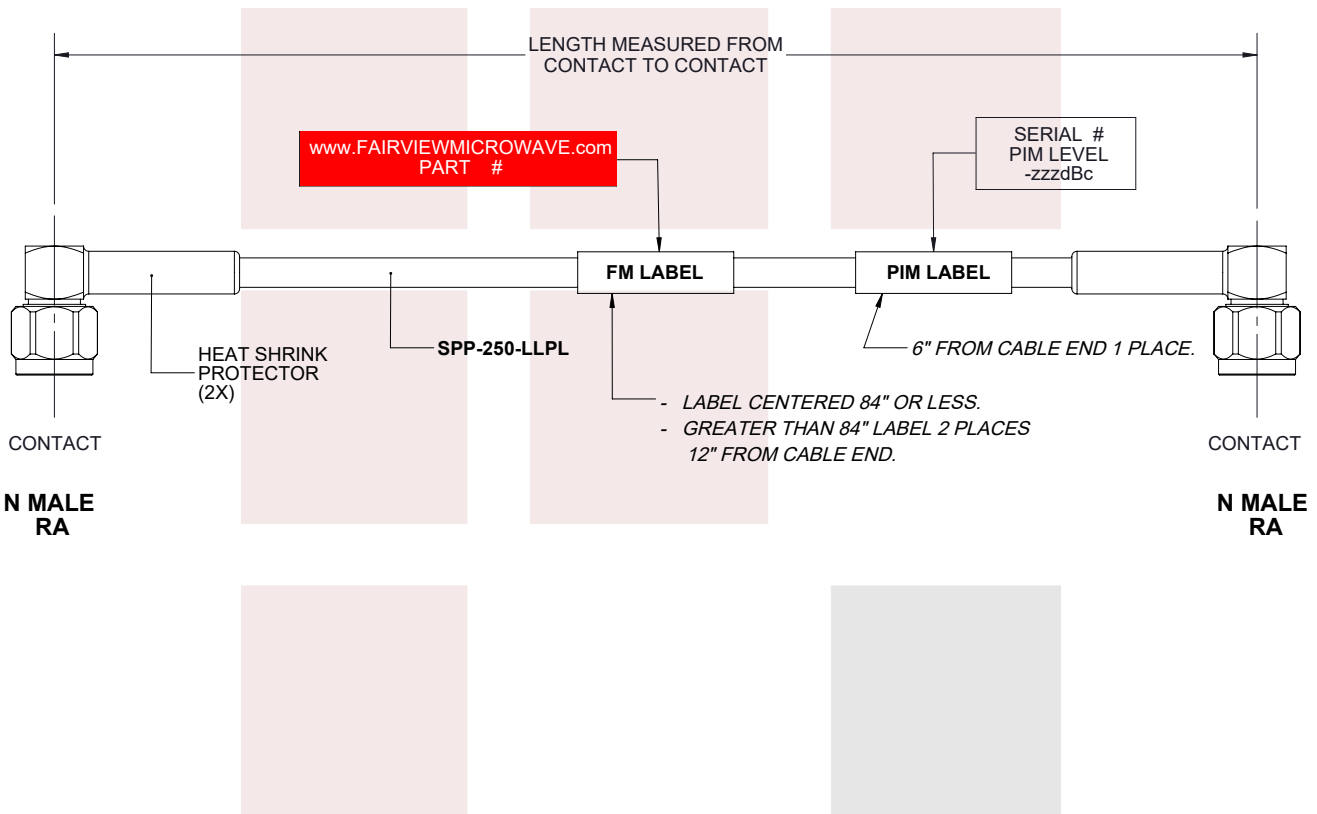 LENGTH MEASURED FROM
CONTACT TO CONTACT
www.FAIRVIEWMICROWAVE.com
PART #
SERIAL #
PIM LEVEL
-zzzdBc
FM LABEL
PIM LABEL
HEAT SHRINK
PROTECTOR
(2X)
SPP-250-LLPL
6" FROM CABLE END 1 PLACE.
- LABEL CENTERED 84" OR LESS.
- GREATER THAN 84" LABEL 2 PLACES
12" FROM CABLE END.
CONTACT
CONTACT
N MALE
RA
N MALE
RA